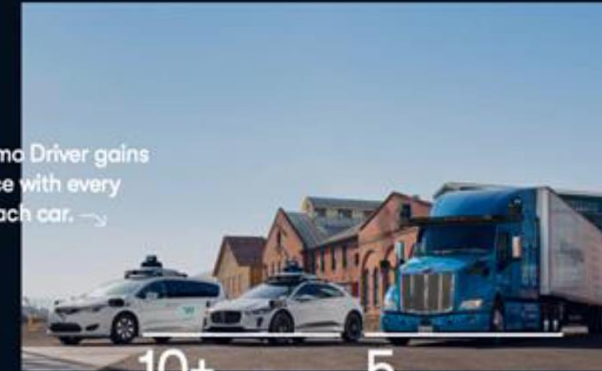 mo Driver gains
ce with every
ach car. →
10+ 5